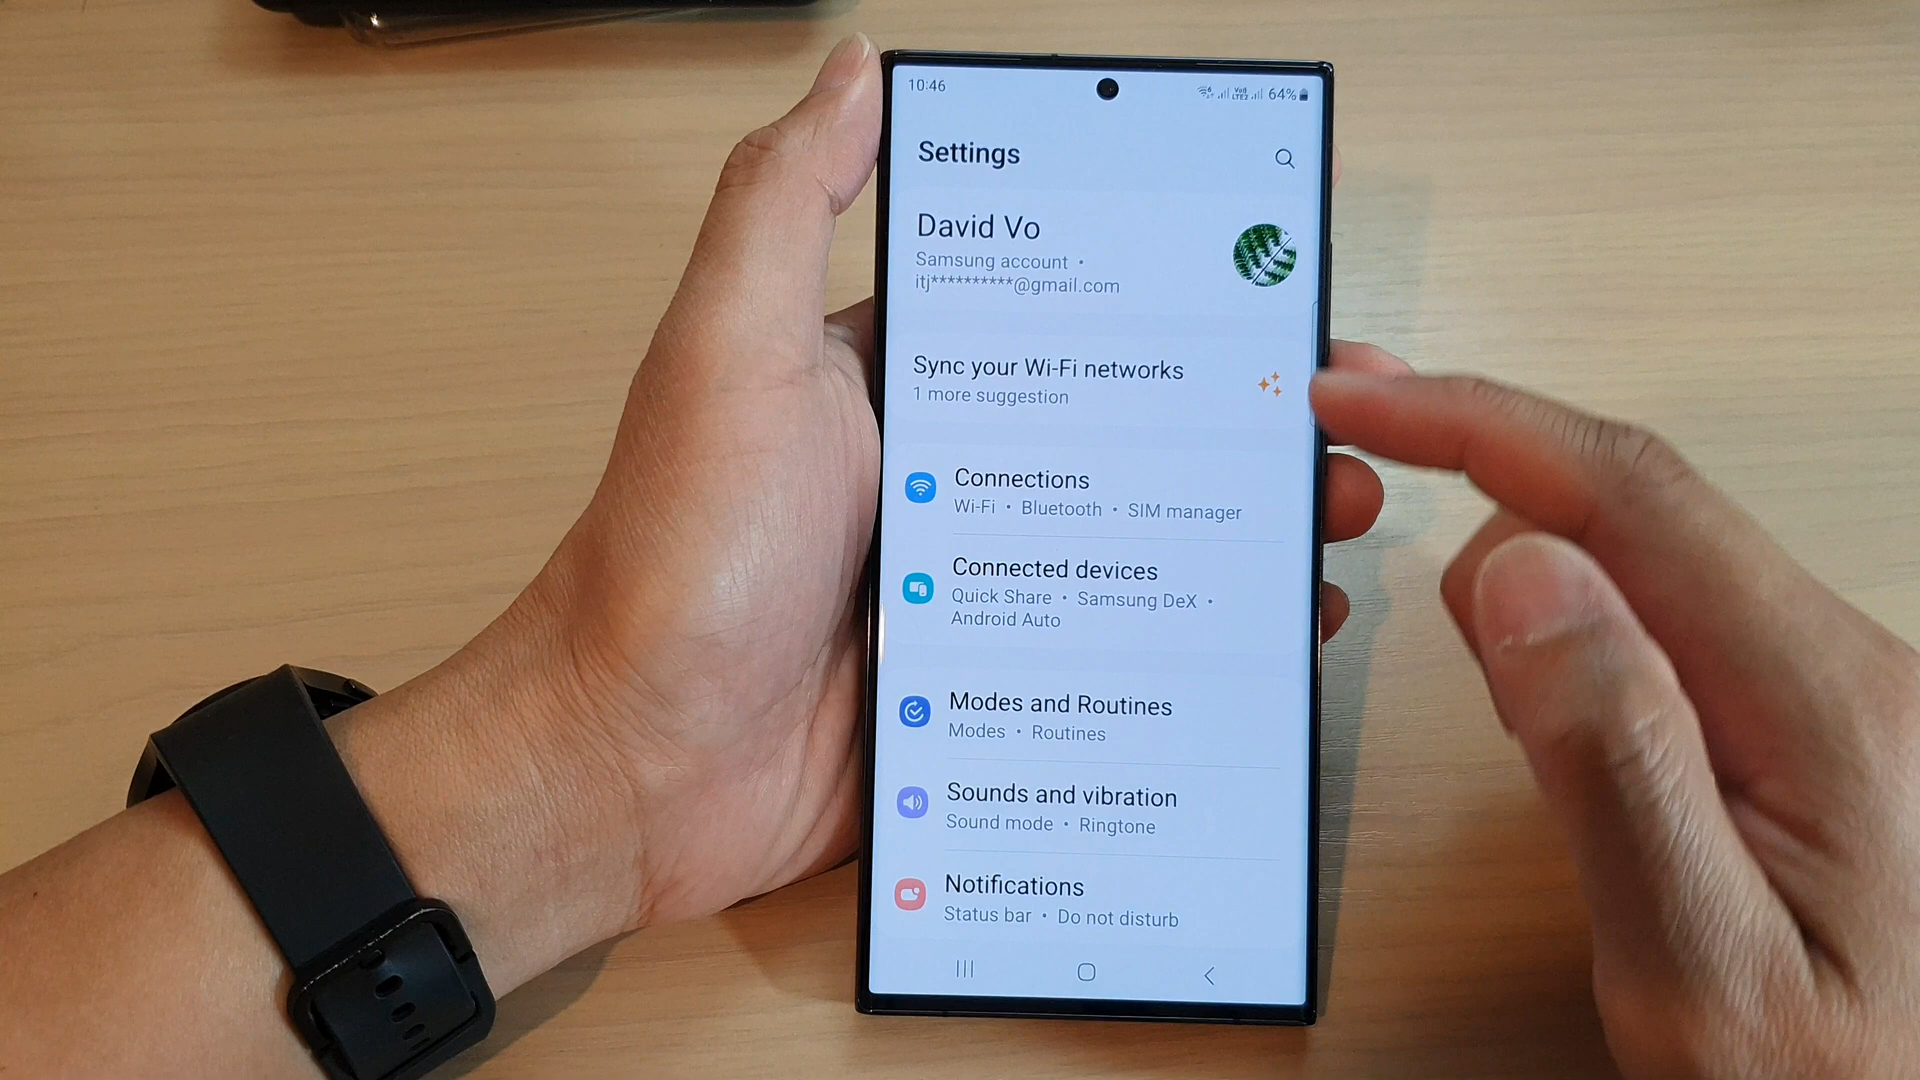 10:46
VoB
LTE2
64%
Settings
David Vo
Samsung account •
itj**********@gmail.com
Sync your Wi-Fi networks
1 more suggestion
Connections
Wi-Fi • Bluetooth • SIM manager
Connected devices
Quick Share • Samsung DeX •
Android Auto
Modes and Routines
Modes • Routines
Sounds and vibration
Sound mode • Ringtone
Notifications
Status bar • Do not disturb